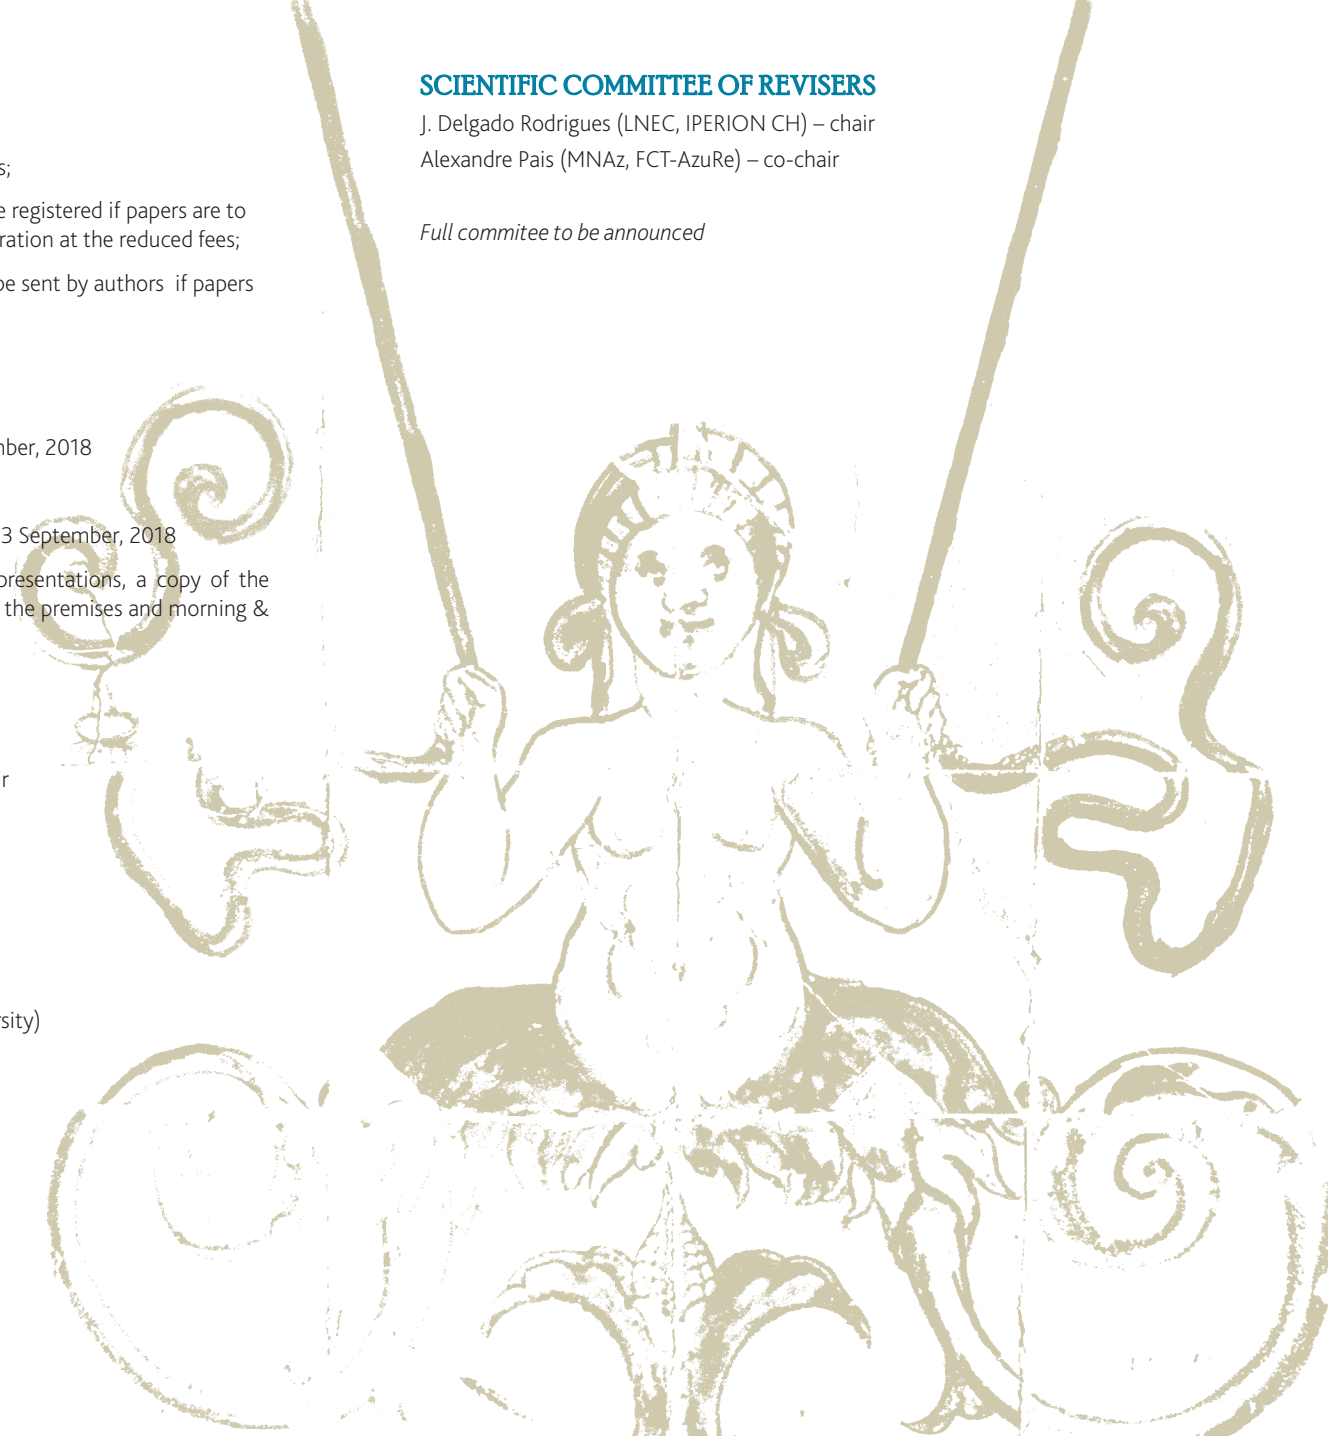 s;
e registered if papers are to
ration at the reduced fees;
be sent by authors if papers
mber, 2018
3 September, 2018
presentations, a copy of the
the premises and morning &
r
rsity)
SCIENTIFIC COMMITTEE OF REVISERS
J. Delgado Rodrigues (LNEC, IPERION CH) – chair
Alexandre Pais (MNAz, FCT-AzuRe) – co-chair
Full commitee to be announced